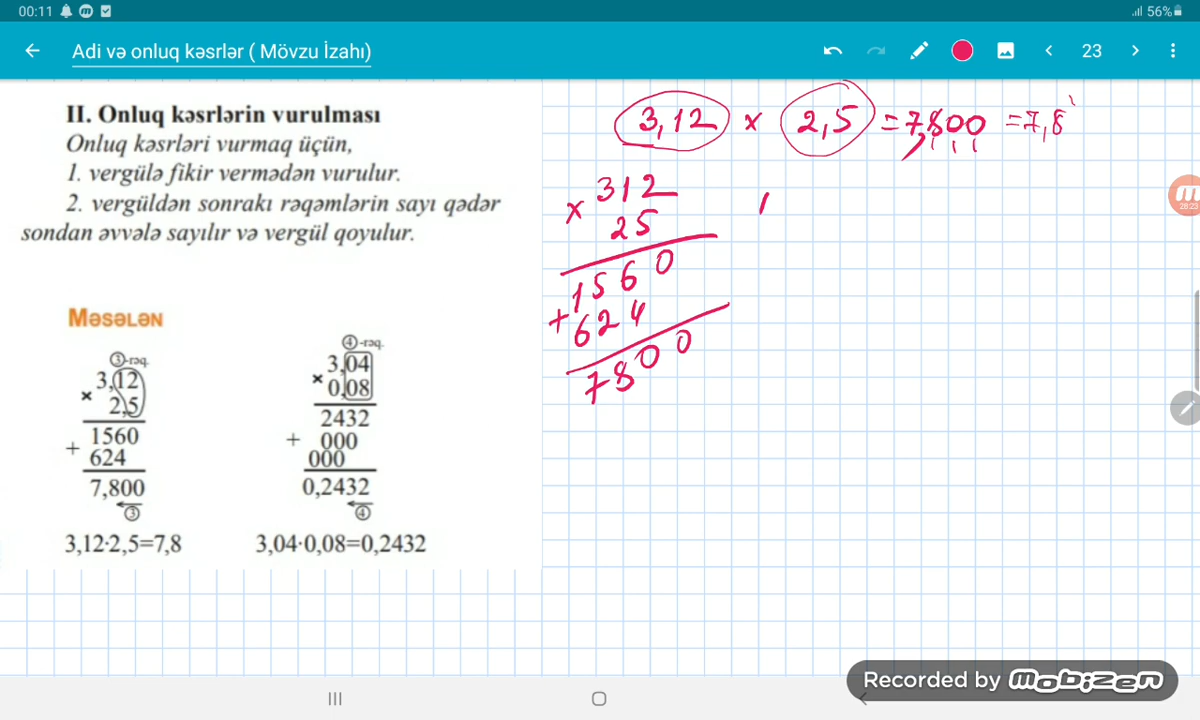 00:11
56%
Adi və onluq kəsrlər ( Mövzu İzahı)
23
II. Onluq kəsrlərin vurulması
Onluq kəsrləri vurmaq üçün,
1. vergülə fikir vermədən vurulur.
2. vergüldən sonrakı rəqəmlərin sayı qədər
sondan əvvələ sayılır və vergül qoyulur.
Məsələn
③-rəq.
3,12
×
2,5
1560
+
624
7,800
③
3,12·2,5=7,8
④-rəq.
3,04
×
0,08
2432
+
000
000
0,2432
④
3,04·0,08=0,2432
3,12 × 2,5 = 7,800 = 7,8
312
×
25
1560
+
624
7800
28:23
Recorded by mobizen